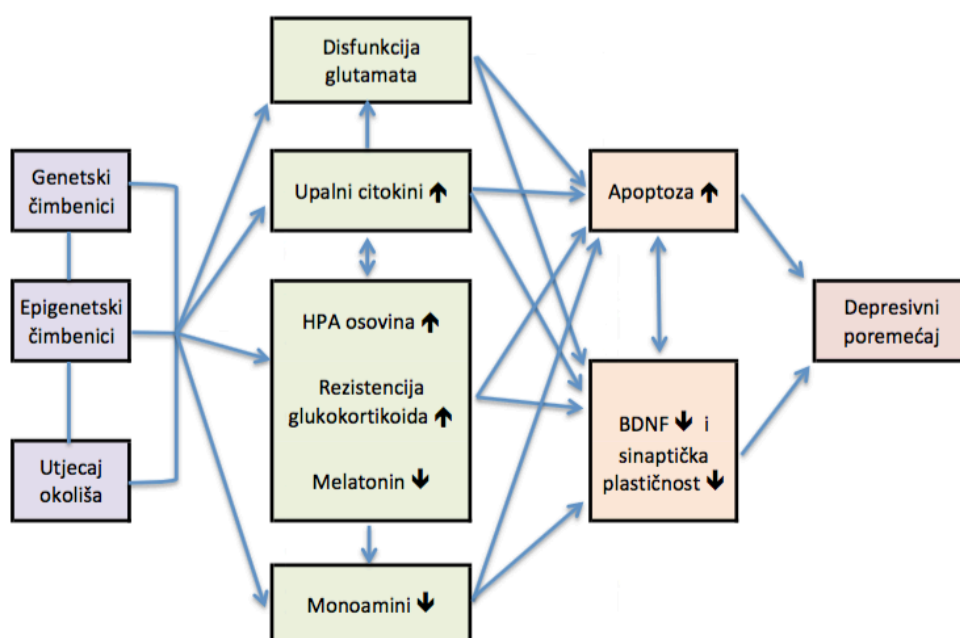 Genetski
čimbenici
Epigenetski
čimbenici
Utjecaj
okoliša
Disfunkcija
glutamata
Upalni citokini 🡹
HPA osovina 🡹
Rezistencija
glukokortikoida 🡹
Melatonin 🡻
Monoamini 🡻
Apoptoza 🡹
BDNF 🡻 i
sinaptička
plastičnost 🡻
Depresivni
poremećaj